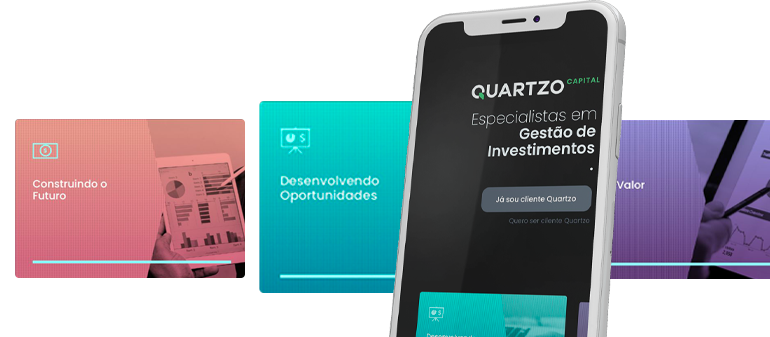 Construindo o
Futuro
Desenvolvendo
Oportunidades
QUARTZO CAPITAL
Especialistas em
Gestão de
Investimentos
Já sou cliente Quartzo
Quero ser cliente Quartzo
Valor